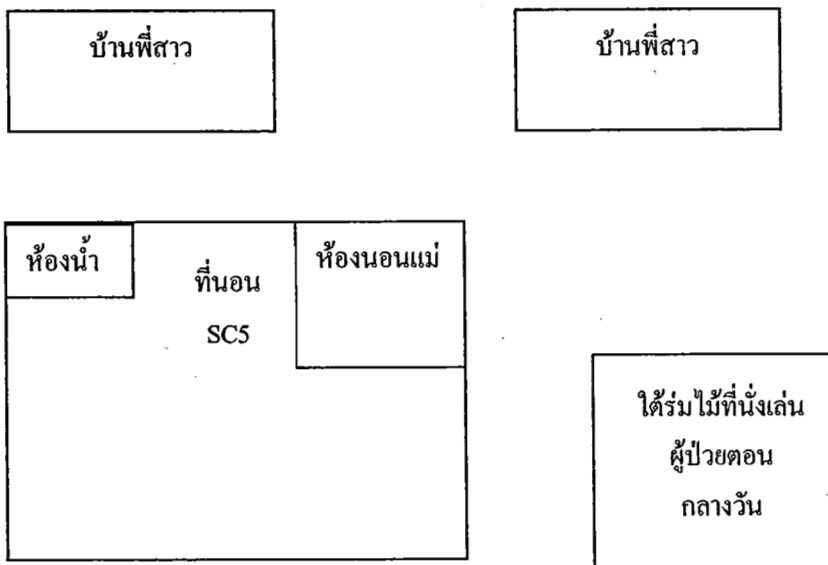 บ้านพี่สาว
บ้านพี่สาว
ห้องน้ำ
ที่นอน
SC5
ห้องนอนแม่
ใต้ร่มไม้ที่นั่งเล่น
ผู้ป่วยตอน
กลางวัน